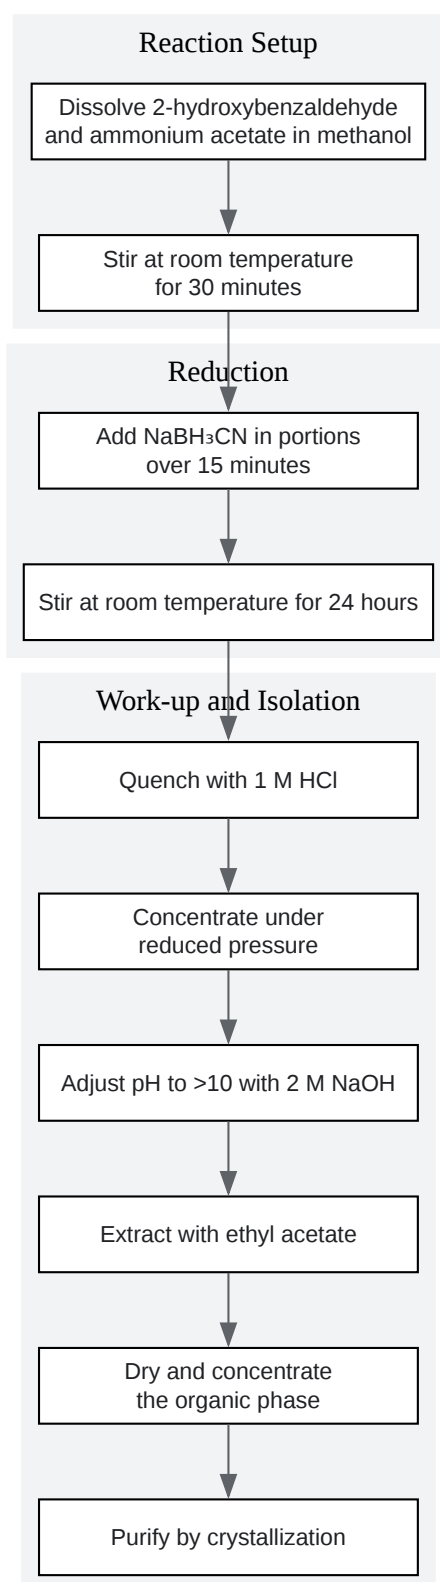 Reaction Setup
Dissolve 2-hydroxybenzaldehyde
and ammonium acetate in methanol
Stir at room temperature
for 30 minutes
Reduction
Add NaBH₃CN in portions
over 15 minutes
Stir at room temperature for 24 hours
Work-up and Isolation
Quench with 1 M HCl
Concentrate under
reduced pressure
Adjust pH to >10 with 2 M NaOH
Extract with ethyl acetate
Dry and concentrate
the organic phase
Purify by crystallization